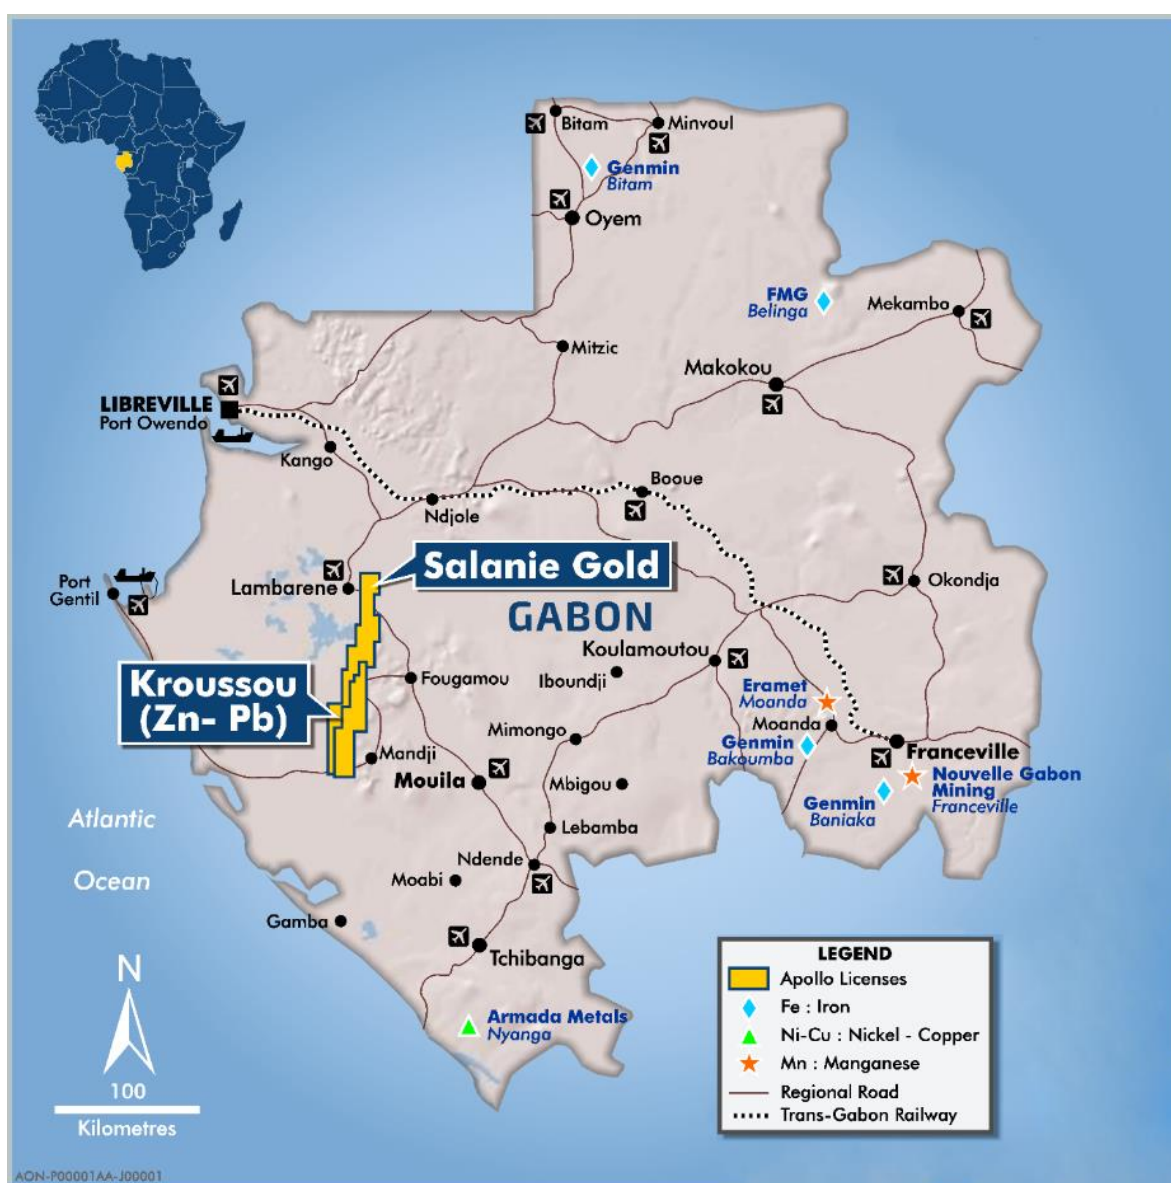 Bitam
Minvoul
Genmin
Bitam
Oyem
FMG
Belinga
Mekambo
Mitzic
Makokou
LIBREVILLE
Port Owendo
Kango
Booue
Ndjole
Salanie Gold
Port
Gentil
Lambarene
Okondja
GABON
Koulamoutou
Kroussou
(Zn- Pb)
Fougamou
Iboundji
Eramet
Moanda
Moanda
Mimongo
Genmin
Bakoumba
Franceville
Mandji
Mouila
Mbigou
Nouvelle Gabon
Mining
Franceville
Genmin
Baniaka
Atlantic
Ocean
Lebamba
Ndende
Moabi
Gamba
Tchibanga
N
100
Kilometres
Armada Metals
Nyanga
LEGEND
Apollo Licenses
Fe : Iron
Ni-Cu : Nickel - Copper
Mn : Manganese
Regional Road
Trans-Gabon Railway
AON-P00001AA-J00001